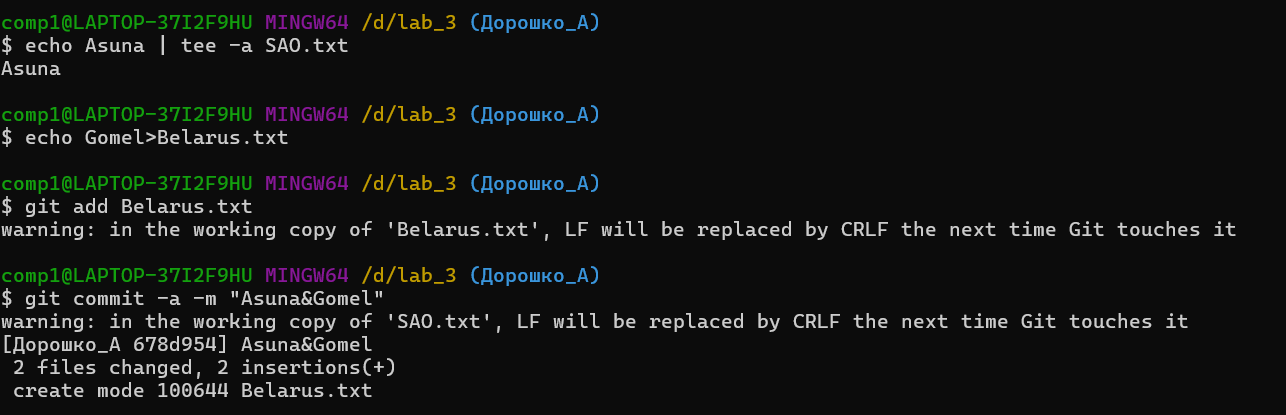 comp1@LAPTOP-37I2F9HU MINGW64 /d/lab_3 (Дорошко_А)
$ echo Asuna | tee -a SAO.txt
Asuna
comp1@LAPTOP-37I2F9HU MINGW64 /d/lab_3 (Дорошко_А)
$ echo Gomel>Belarus.txt
comp1@LAPTOP-37I2F9HU MINGW64 /d/lab_3 (Дорошко_А)
$ git add Belarus.txt
warning: in the working copy of 'Belarus.txt', LF will be replaced by CRLF the next time Git touches it
comp1@LAPTOP-37I2F9HU MINGW64 /d/lab_3 (Дорошко_А)
$ git commit -a -m "Asuna&Gomel"
warning: in the working copy of 'SAO.txt', LF will be replaced by CRLF the next time Git touches it
[Дорошко_А 678d954] Asuna&Gomel
 2 files changed, 2 insertions(+)
 create mode 100644 Belarus.txt